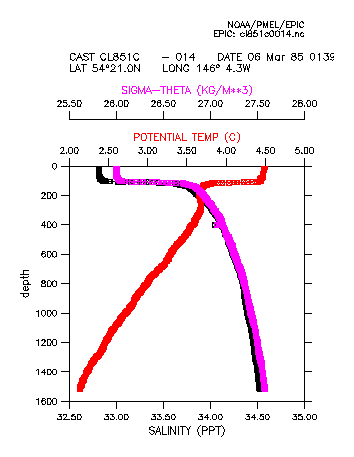 NOAA/PMEL/EPIC
EPIC: cl851c0014.nc
CAST CL851C - 014 DATE 06 Mar 85 0139
LAT 54°21.0N LONG 146° 4.3W
SIGMA-THETA (KG/M**3)
25.50 26.00 26.50 27.00 27.50 28.00
POTENTIAL TEMP (C)
2.00 2.50 3.00 3.50 4.00 4.50 5.00
0
200
400
600
depth
800
1000
1200
1400
1600
32.50 33.00 33.50 34.00 34.50 35.00
SALINITY (PPT)